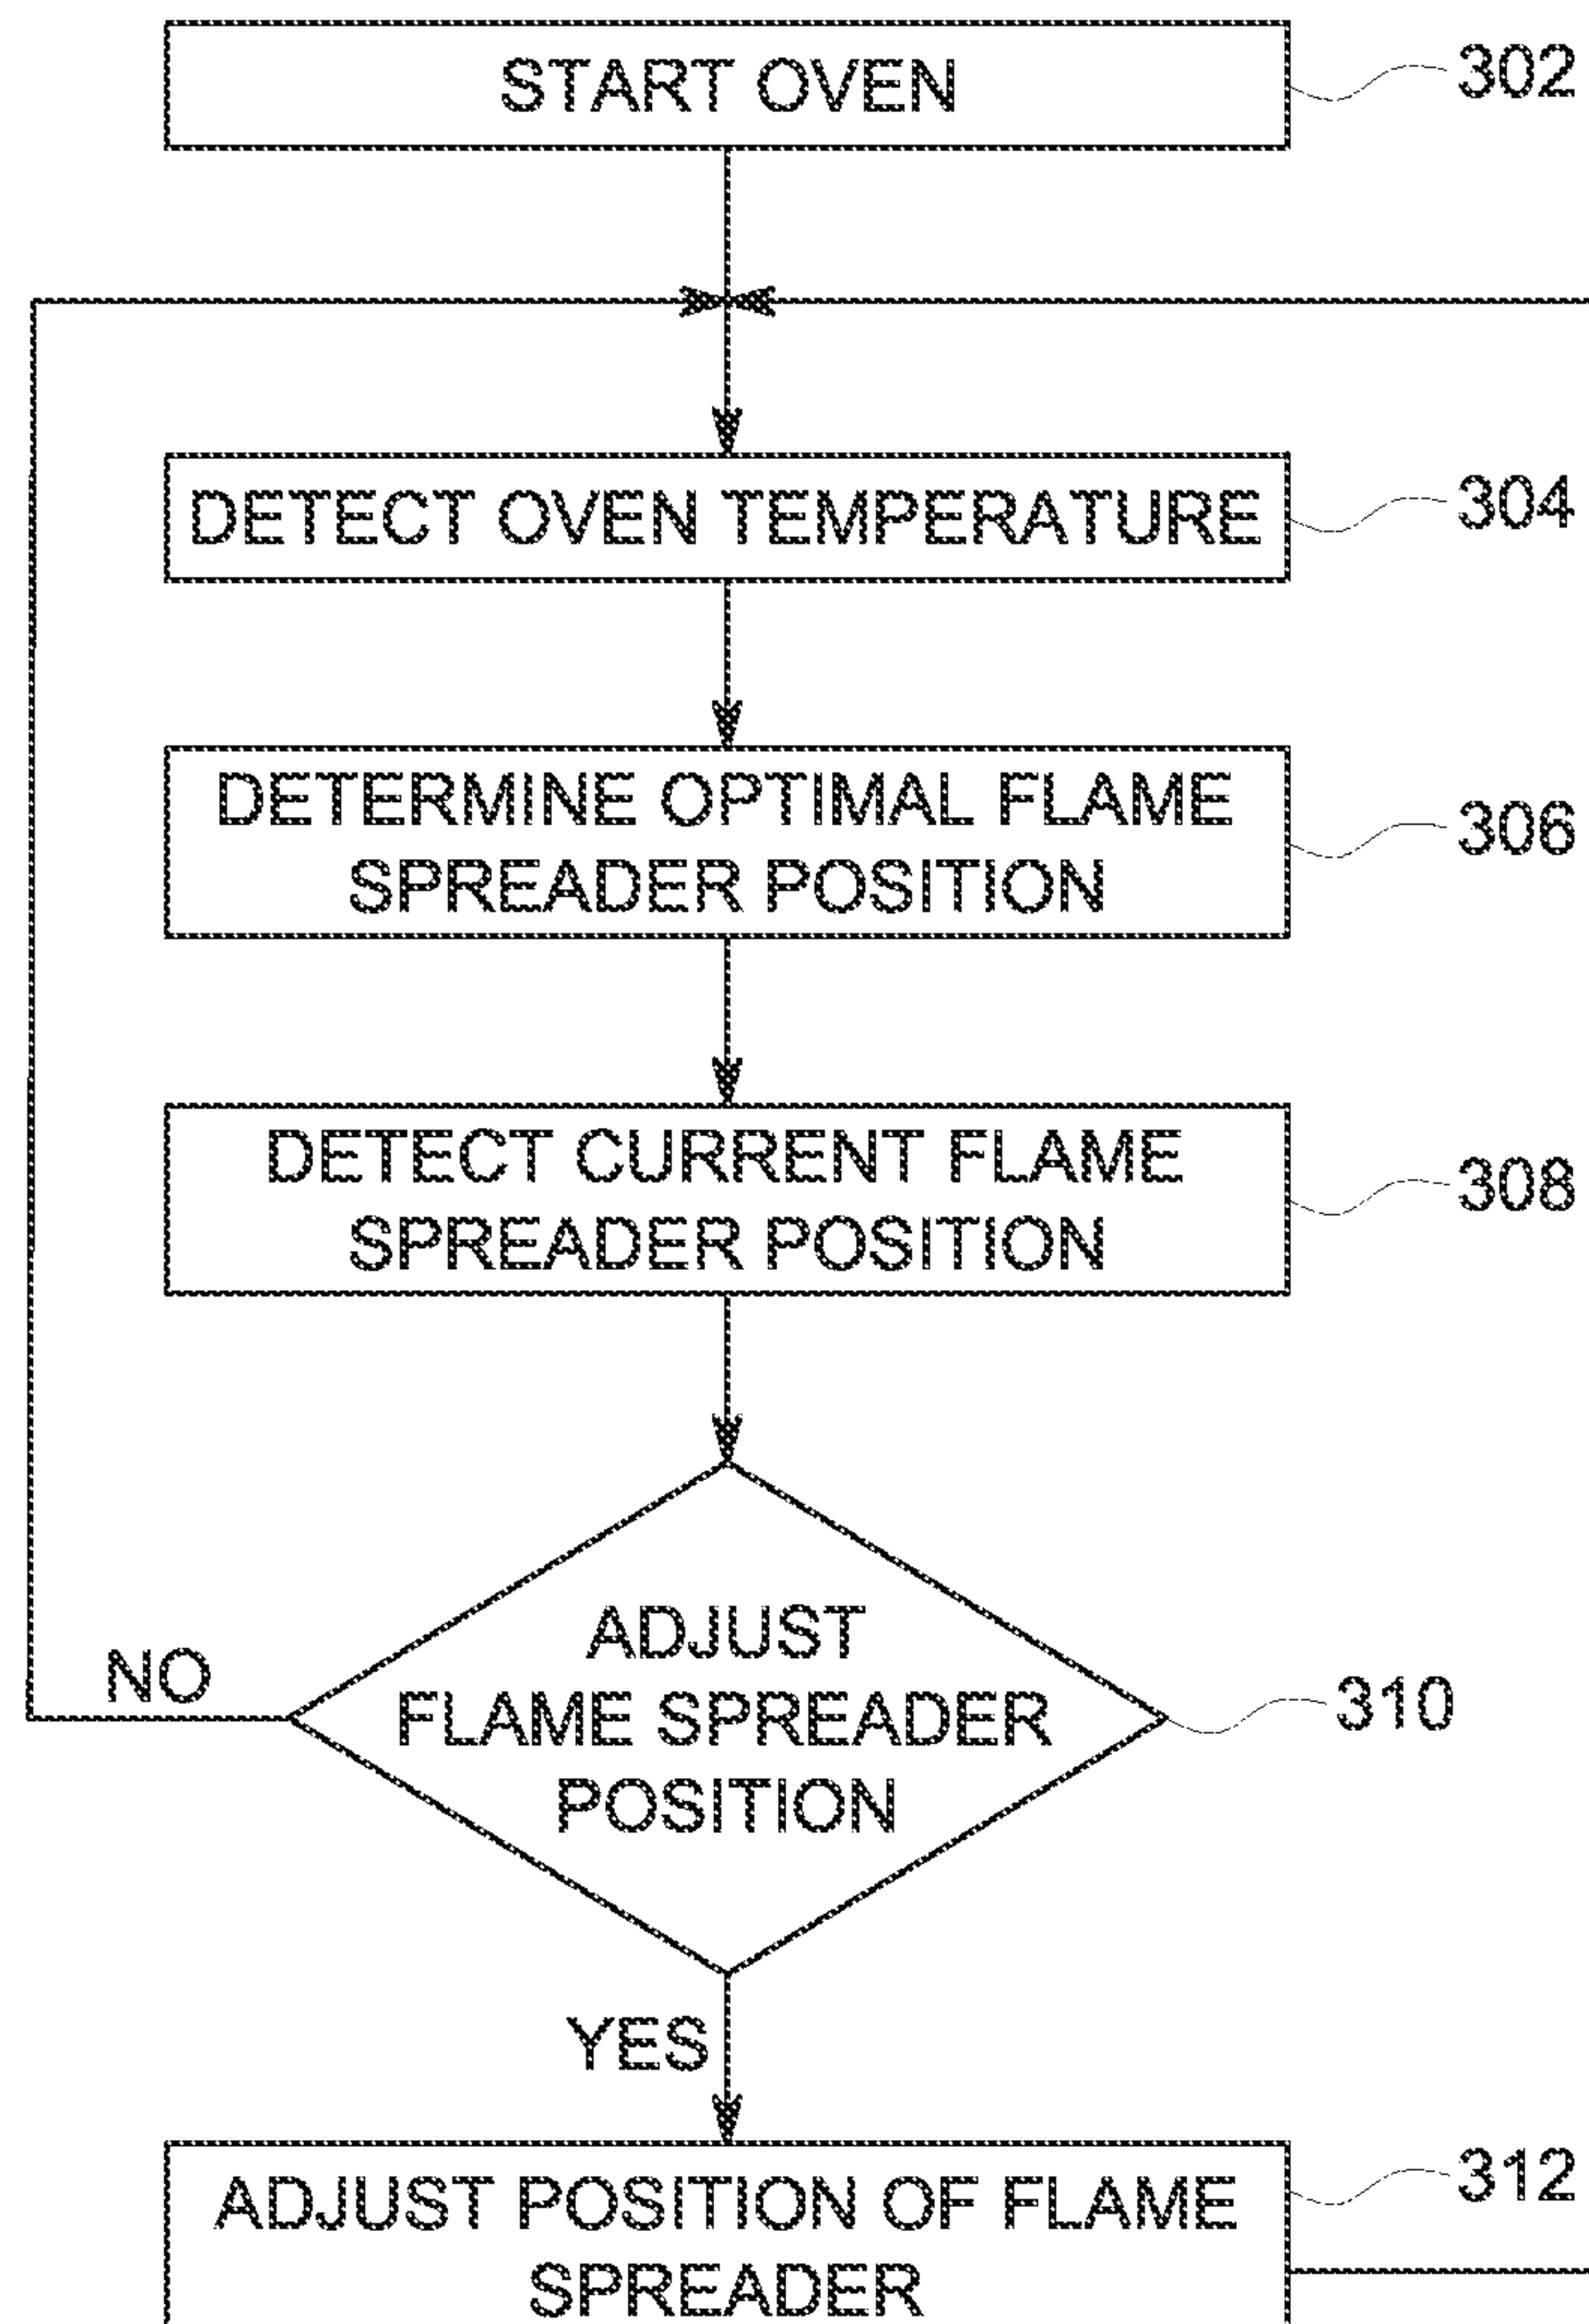 START OVEN
302
DETECT OVEN TEMPERATURE
304
DETERMINE OPTIMAL FLAME
SPREADER POSITION
306
DETECT CURRENT FLAME
SPREADER POSITION
308
ADJUST
FLAME SPREADER
POSITION
310
NO
YES
ADJUST POSITION OF FLAME
SPREADER
312